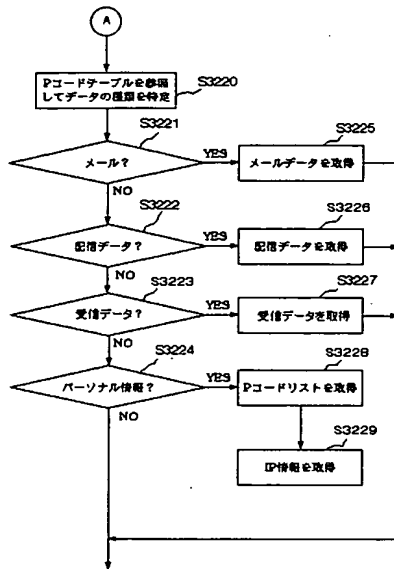 A
Pコードテーブルを参照
してデータの種類を特定
S3220
S3221
メール?
YES
S3225
メールデータを取得
NO
S3222
配信データ?
YES
S3226
配信データを取得
NO
S3223
受信データ?
YES
S3227
受信データを取得
NO
S3224
パーソナル情報?
YES
S3228
Pコードリストを取得
NO
S3229
IP情報を取得